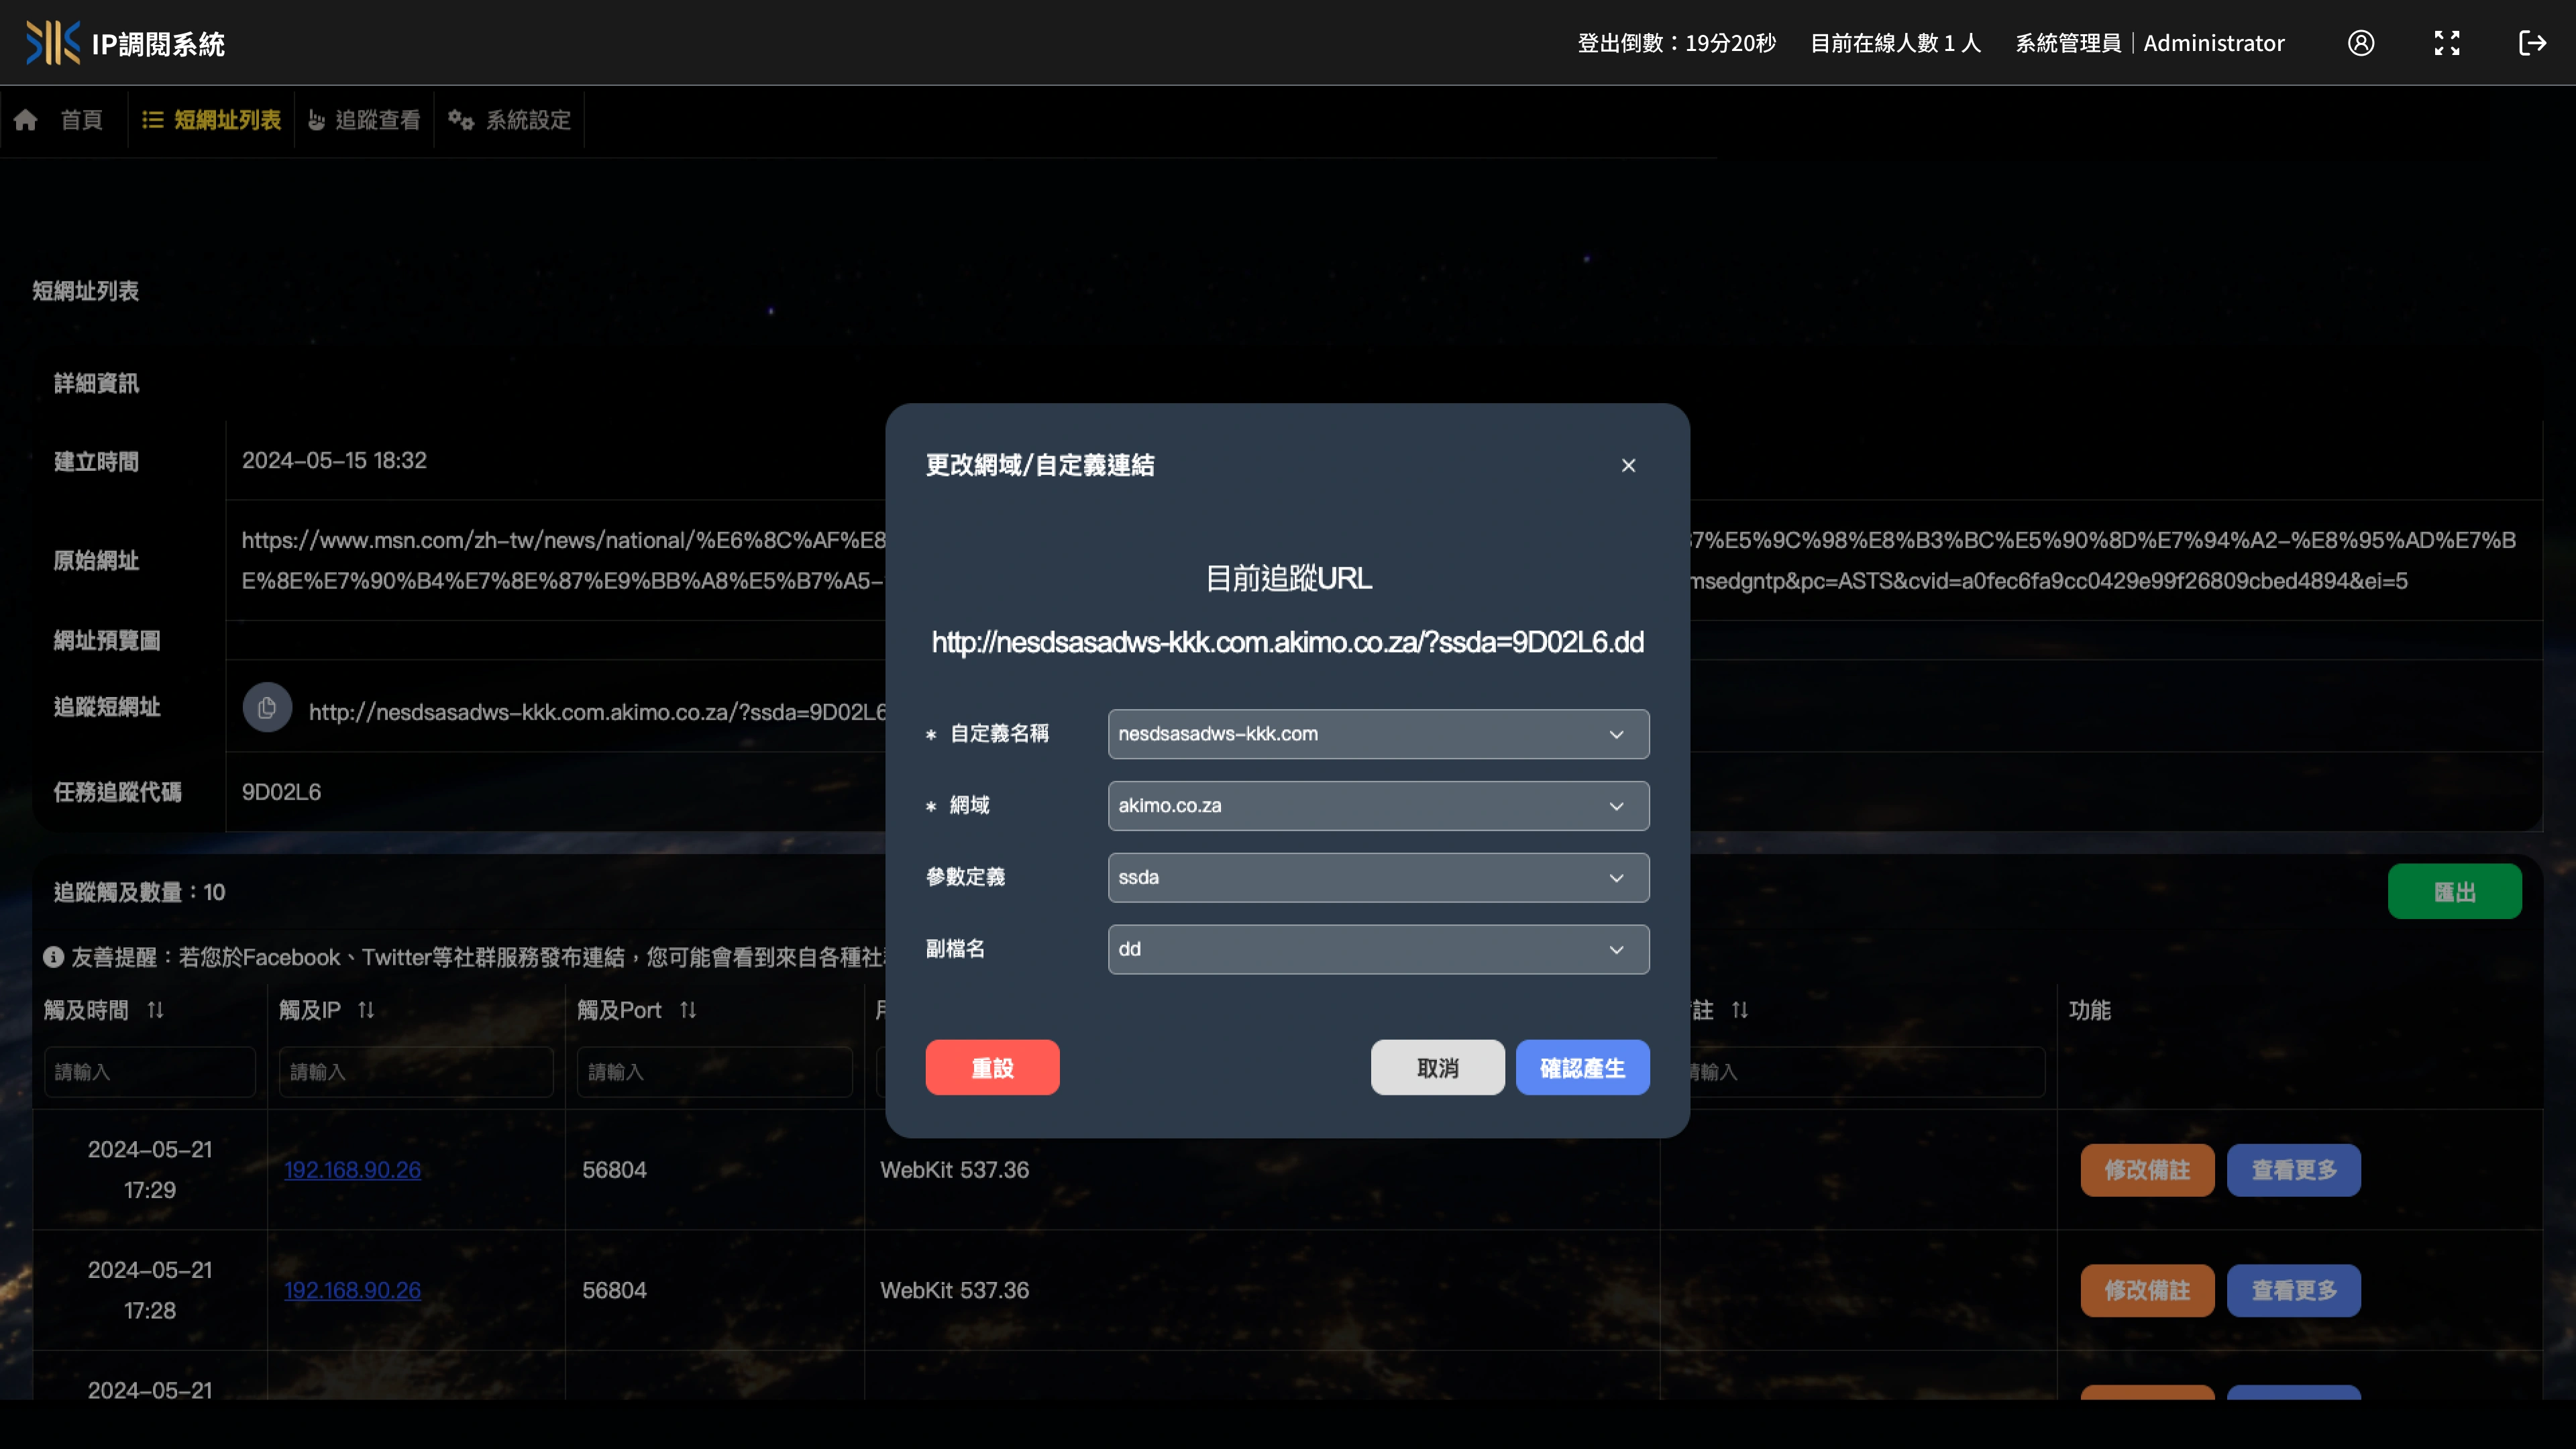 IP調閱系統
登出倒數：19分20秒 目前在線人數 1 人 系統管理員｜Administrator
首頁 短網址列表 追蹤查看 系統設定
短網址列表
詳細資訊
建立時間 2024-05-15 18:32
原始網址
https://www.msn.com/zh-tw/news/national/%E6%8C%AF%E8
7%E5%9C%98%E8%B3%BC%E5%90%8D%E7%94%A2-%E8%95%AD%E7%B
E%8E%E7%90%B4%E7%8E%87%E9%BB%A8%E5%B7%A5-
msedgntp&pc=ASTS&cvid=a0fec6fa9cc0429e99f26809cbed4894&ei=5
網址預覽圖
追蹤短網址 http://nesdsasadws-kkk.com.akimo.co.za/?ssda=9D02L6
任務追蹤代碼 9D02L6
追蹤觸及數量：10 匯出
友善提醒：若您於Facebook、Twitter等社群服務發布連結，您可能會看到來自各種社
觸及時間 觸及IP 觸及Port 註 功能
請輸入 請輸入 請輸入 請輸入
2024-05-21
17:29
192.168.90.26 56804 WebKit 537.36 修改備註 查看更多
2024-05-21
17:28
192.168.90.26 56804 WebKit 537.36 修改備註 查看更多
2024-05-21
更改網域/自定義連結
目前追蹤URL
http://nesdsasadws-kkk.com.akimo.co.za/?ssda=9D02L6.dd
* 自定義名稱 nesdsasadws-kkk.com
* 網域 akimo.co.za
參數定義 ssda
副檔名 dd
重設 取消 確認產生